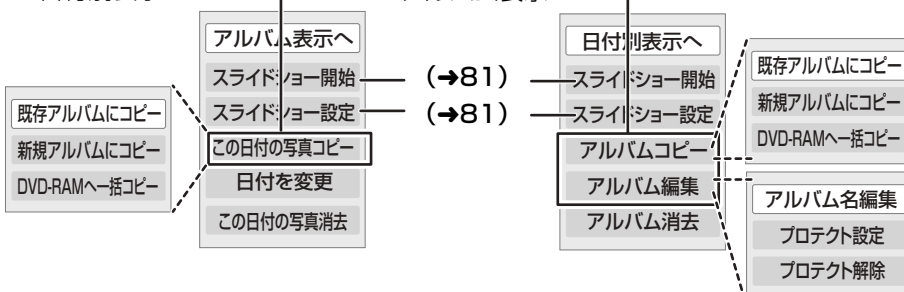 アルバム表示へ
スライドショー開始
スライドショー設定
この日付の写真コピー
日付を変更
この日付の写真消去
既存アルバムにコピー
新規アルバムにコピー
DVD-RAMへ一括コピー
(➔81)
(➔81)
日付別表示へ
スライドショー開始
スライドショー設定
アルバムコピー
アルバム編集
アルバム消去
既存アルバムにコピー
新規アルバムにコピー
DVD-RAMへ一括コピー
アルバム名編集
プロテクト設定
プロテクト解除